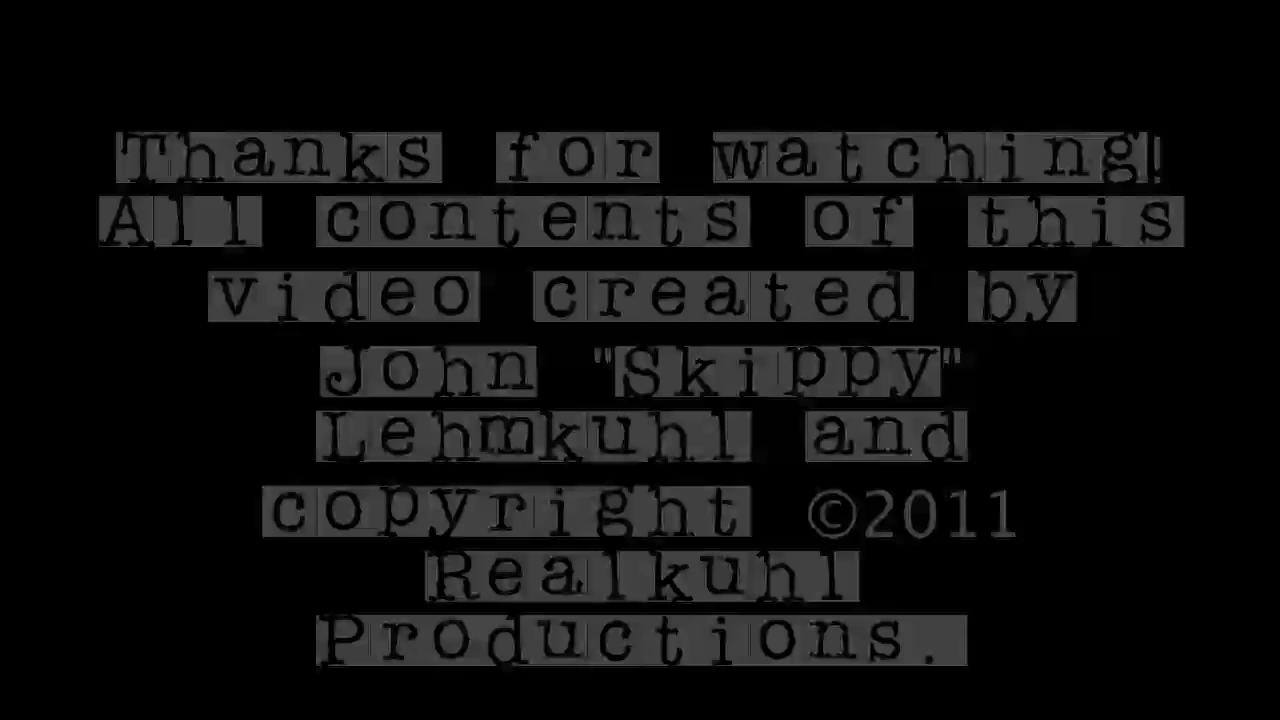 Thanks for watching!
All contents of this
video created by
John "Skippy"
Lehmkuhl and
copyright ©2011
Realkuhl
Productions.